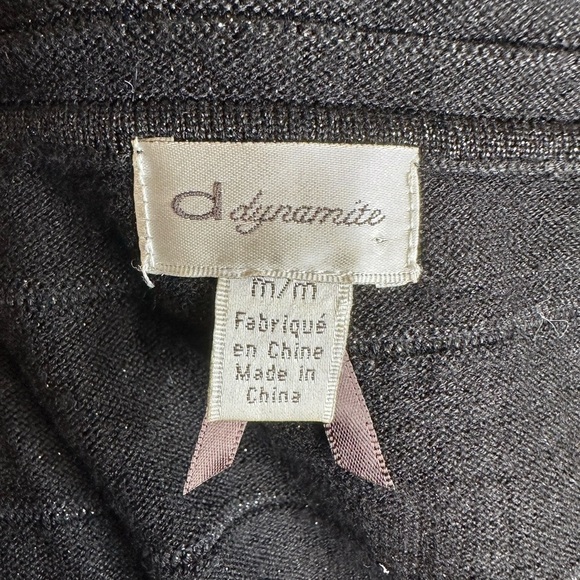 d dynamite
m/m
Fabriqué
en Chine
Made in
China